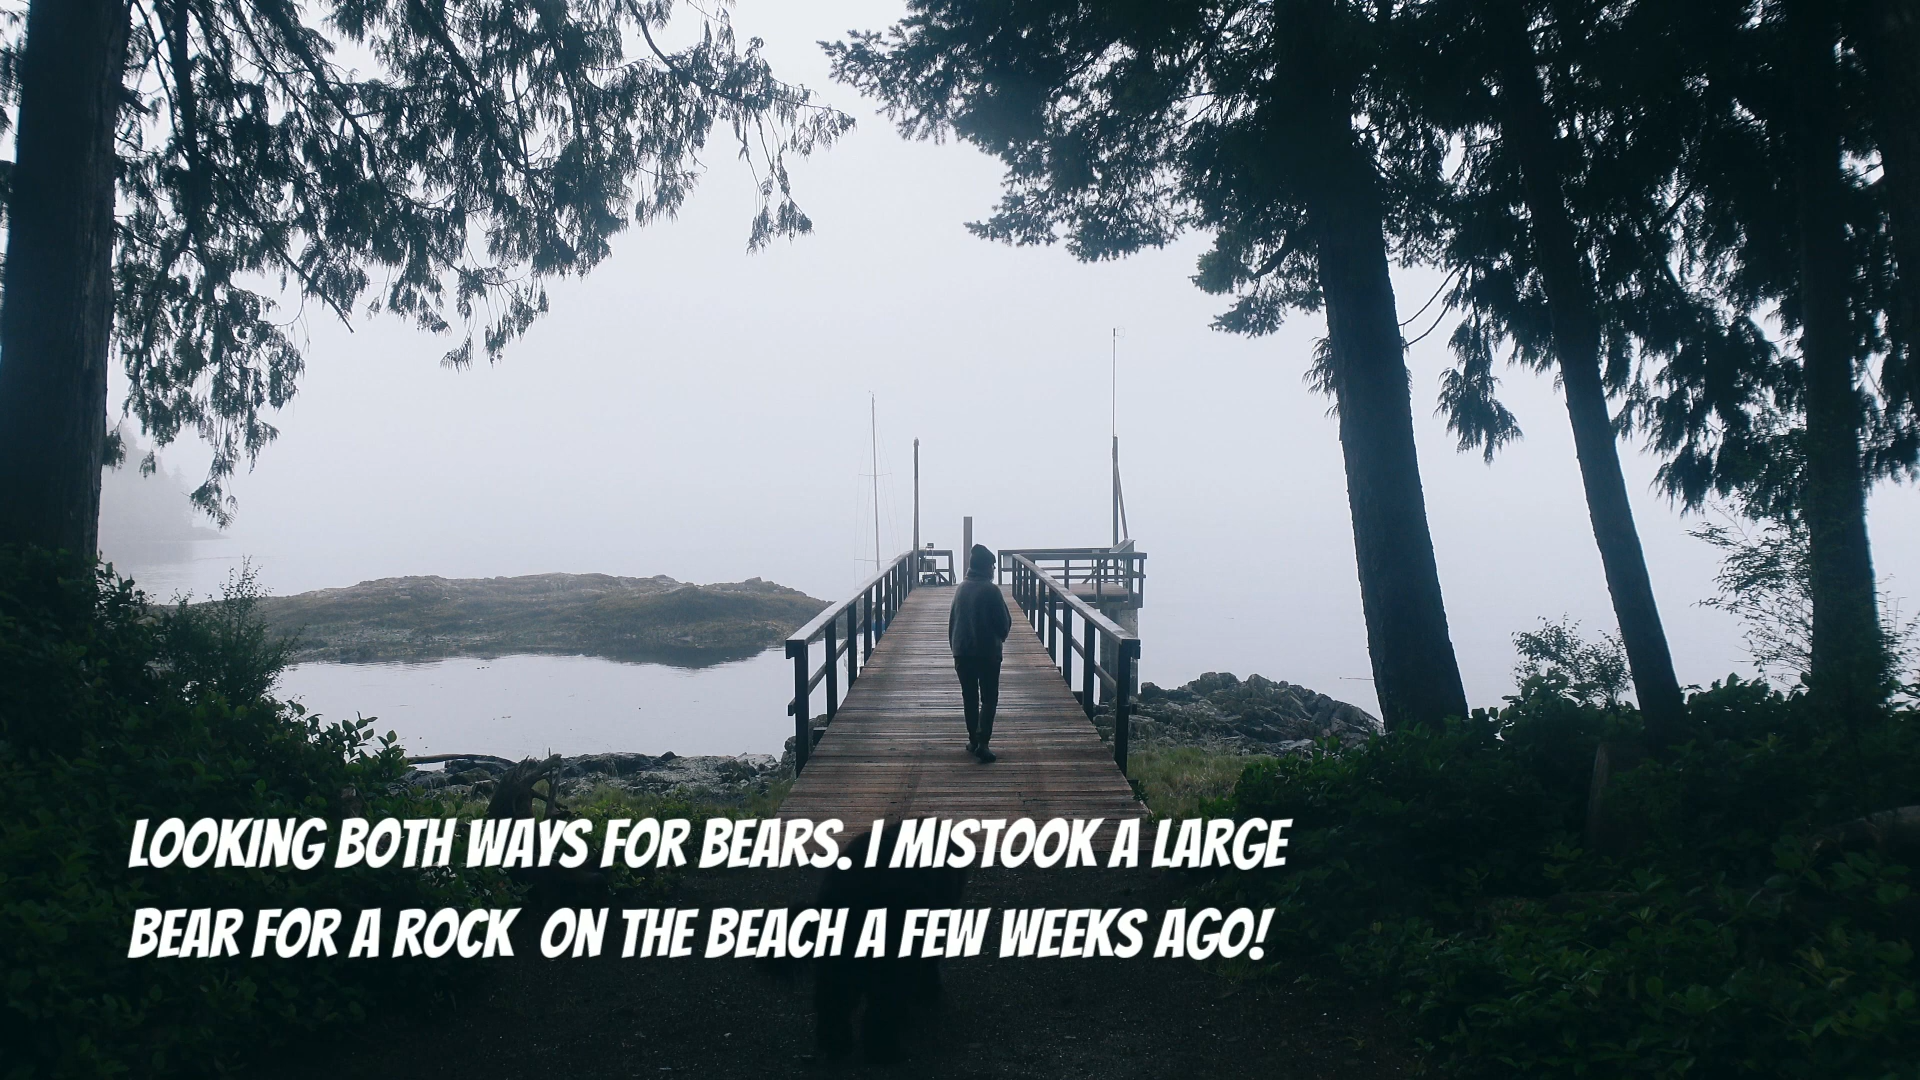 LOOKING BOTH WAYS FOR BEARS. I MISTOOK A LARGE
BEAR FOR A ROCK ON THE BEACH A FEW WEEKS AGO!